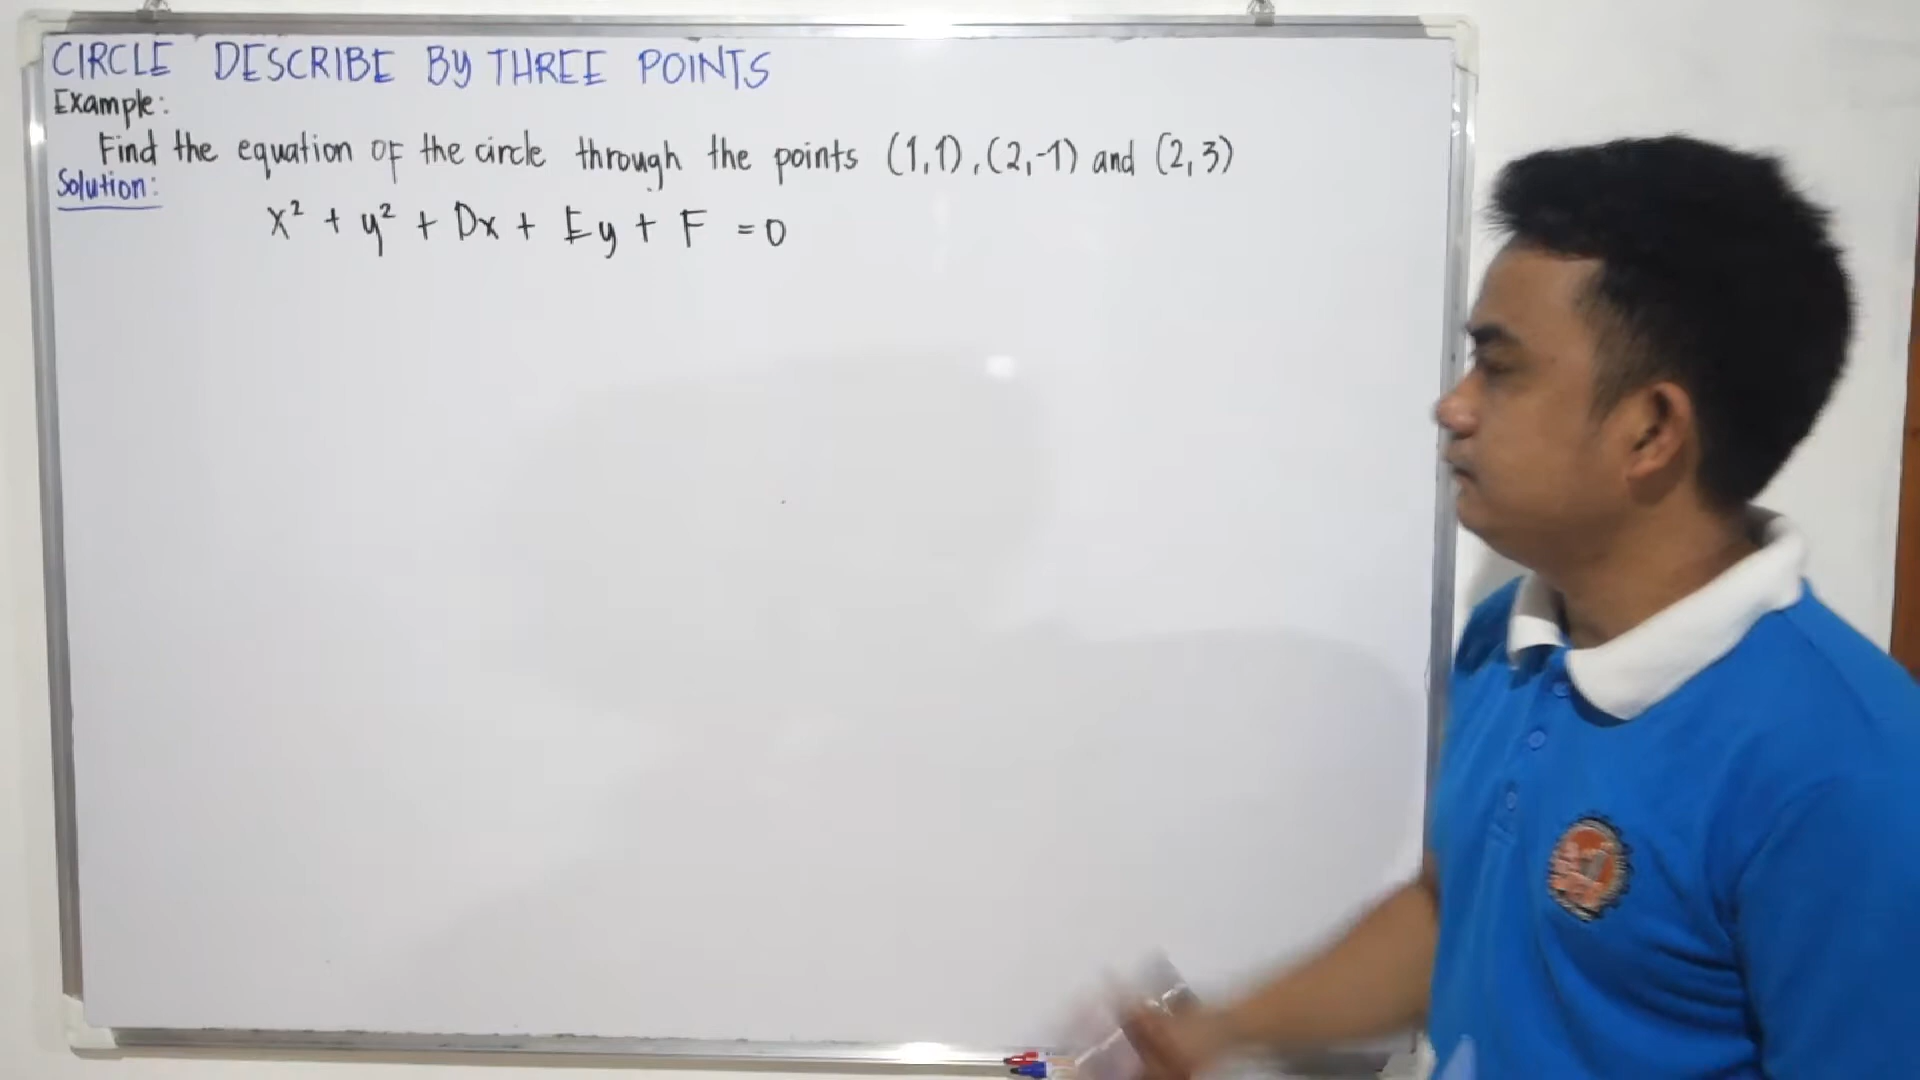 CIRCLE DESCRIBE BY THREE POINTS
Example:
Find the equation OF the circle through the points (1,1), (2,-1) and (2,3)
Solution:
x² + y² + Dx + Ey + F = 0